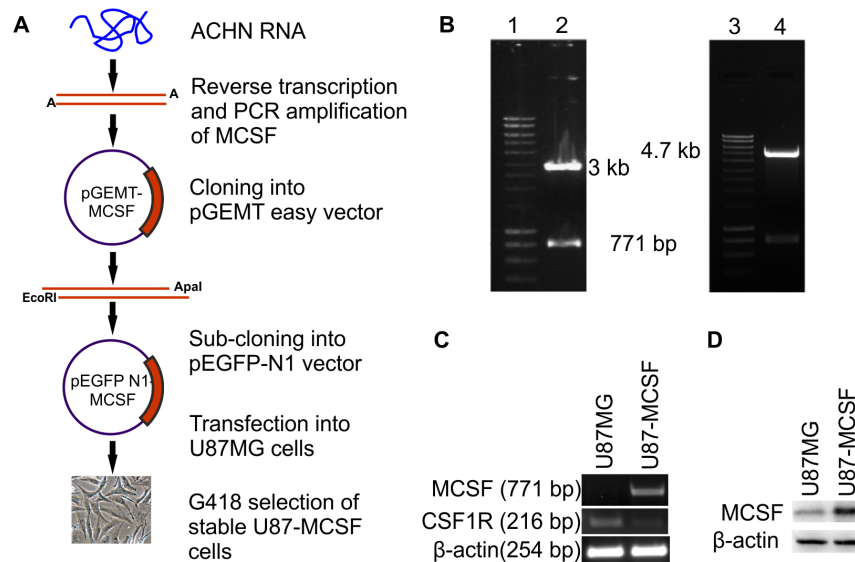 A
ACHN RNA
A
A
Reverse transcription
and PCR amplification
of MCSF
pGEMT-
MCSF
Cloning into
pGEMT easy vector
ApaI
EcoRI
Sub-cloning into
pEGFP-N1 vector
pEGFP N1-
MCSF
Transfection into
U87MG cells
G418 selection of
stable U87-MCSF
cells
B
1 2 3 4
4.7 kb
3 kb
771 bp
C
U87MG
U87-MCSF
MCSF (771 bp)
CSF1R (216 bp)
β-actin(254 bp)
D
U87MG
U87-MCSF
MCSF
β-actin